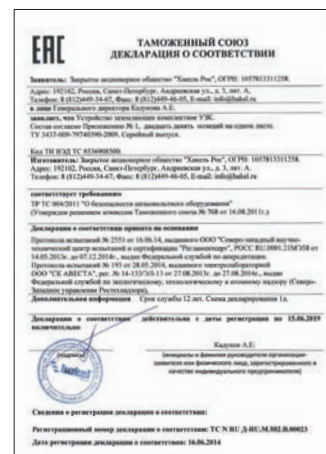 EAC
ТАМОЖЕННЫЙ СОЮЗ
ДЕКЛАРАЦИЯ О СООТВЕТСТВИИ
Заявитель: Закрытое акционерное общество "Хакель Рос", ОГРН: 1057813311258.
Адрес: 192102, Россия, Санкт-Петербург, Андреевская ул., д. 3, лит. А,
Телефон: 8 (812)449-34-67, Факс: 8 (812)449-46-05, E-mail: info@hakel.ru
в лице Генерального директора Кадукова А.Е.
заявляет, что Устройство заземляющее комплектное УЗК.
Состав согласно Приложению № 1, двадцать девять позиций на одном листе.
ТУ 3437-009-79740390-2009. Серийный выпуск.
Код ТН ВЭД ТС 8536908500.
Изготовитель: Закрытое акционерное общество "Хакель Рос", ОГРН: 1057813311258.
Адрес: 192102, Россия, Санкт-Петербург, Андреевская ул., д. 3, лит. А,
Телефон: 8 (812)449-34-67, Факс: 8 (812)449-46-05, E-mail: info@hakel.ru
соответствует требованиям
ТР ТС 004/2011 "О безопасности низковольтного оборудования"
(Утвержден решением комиссии Таможенного союза № 768 от 16.08.2011г.)
Декларация о соответствии принята на основании
Протокола испытаний № 2551 от 16.06.14, выданного ООО "Северо-западный научно-
технический центр испытаний и сертификации "Регламентсерт", РОСС RU.0001.21МЭ58 от
14.05.2013г. до 07.12.2014г., выдан Федеральной службой по аккредитации.
Протокола испытаний № 195 от 28.05.2014, выданного электролабораторией
ООО "СК АВЕСТА", рег. № 14-133/ЭЛ-13 от 27.08.2013г. до 27.08.2016г., выдан
Федеральной службой по экологическому, технологическому и атомному надзору (Северо-
Западное управление Ростехнадзора).
Дополнительная информация Срок службы 12 лет. Схема декларирования 1д.
Декларация о соответствии действительна с даты регистрации по 15.06.2019
включительно
(подпись)
Кадуков А.Е.
(инициалы и фамилия руководителя организации-
заявителя или физического лица, зарегистрированного в
качестве индивидуального предпринимателя)
hakel
Сведения о регистрации декларации о соответствии:
Регистрационный номер декларации о соответствии: ТС N RU Д-RU.МЛ02.В.00023
Дата регистрации декларации о соответствии: 16.06.2014